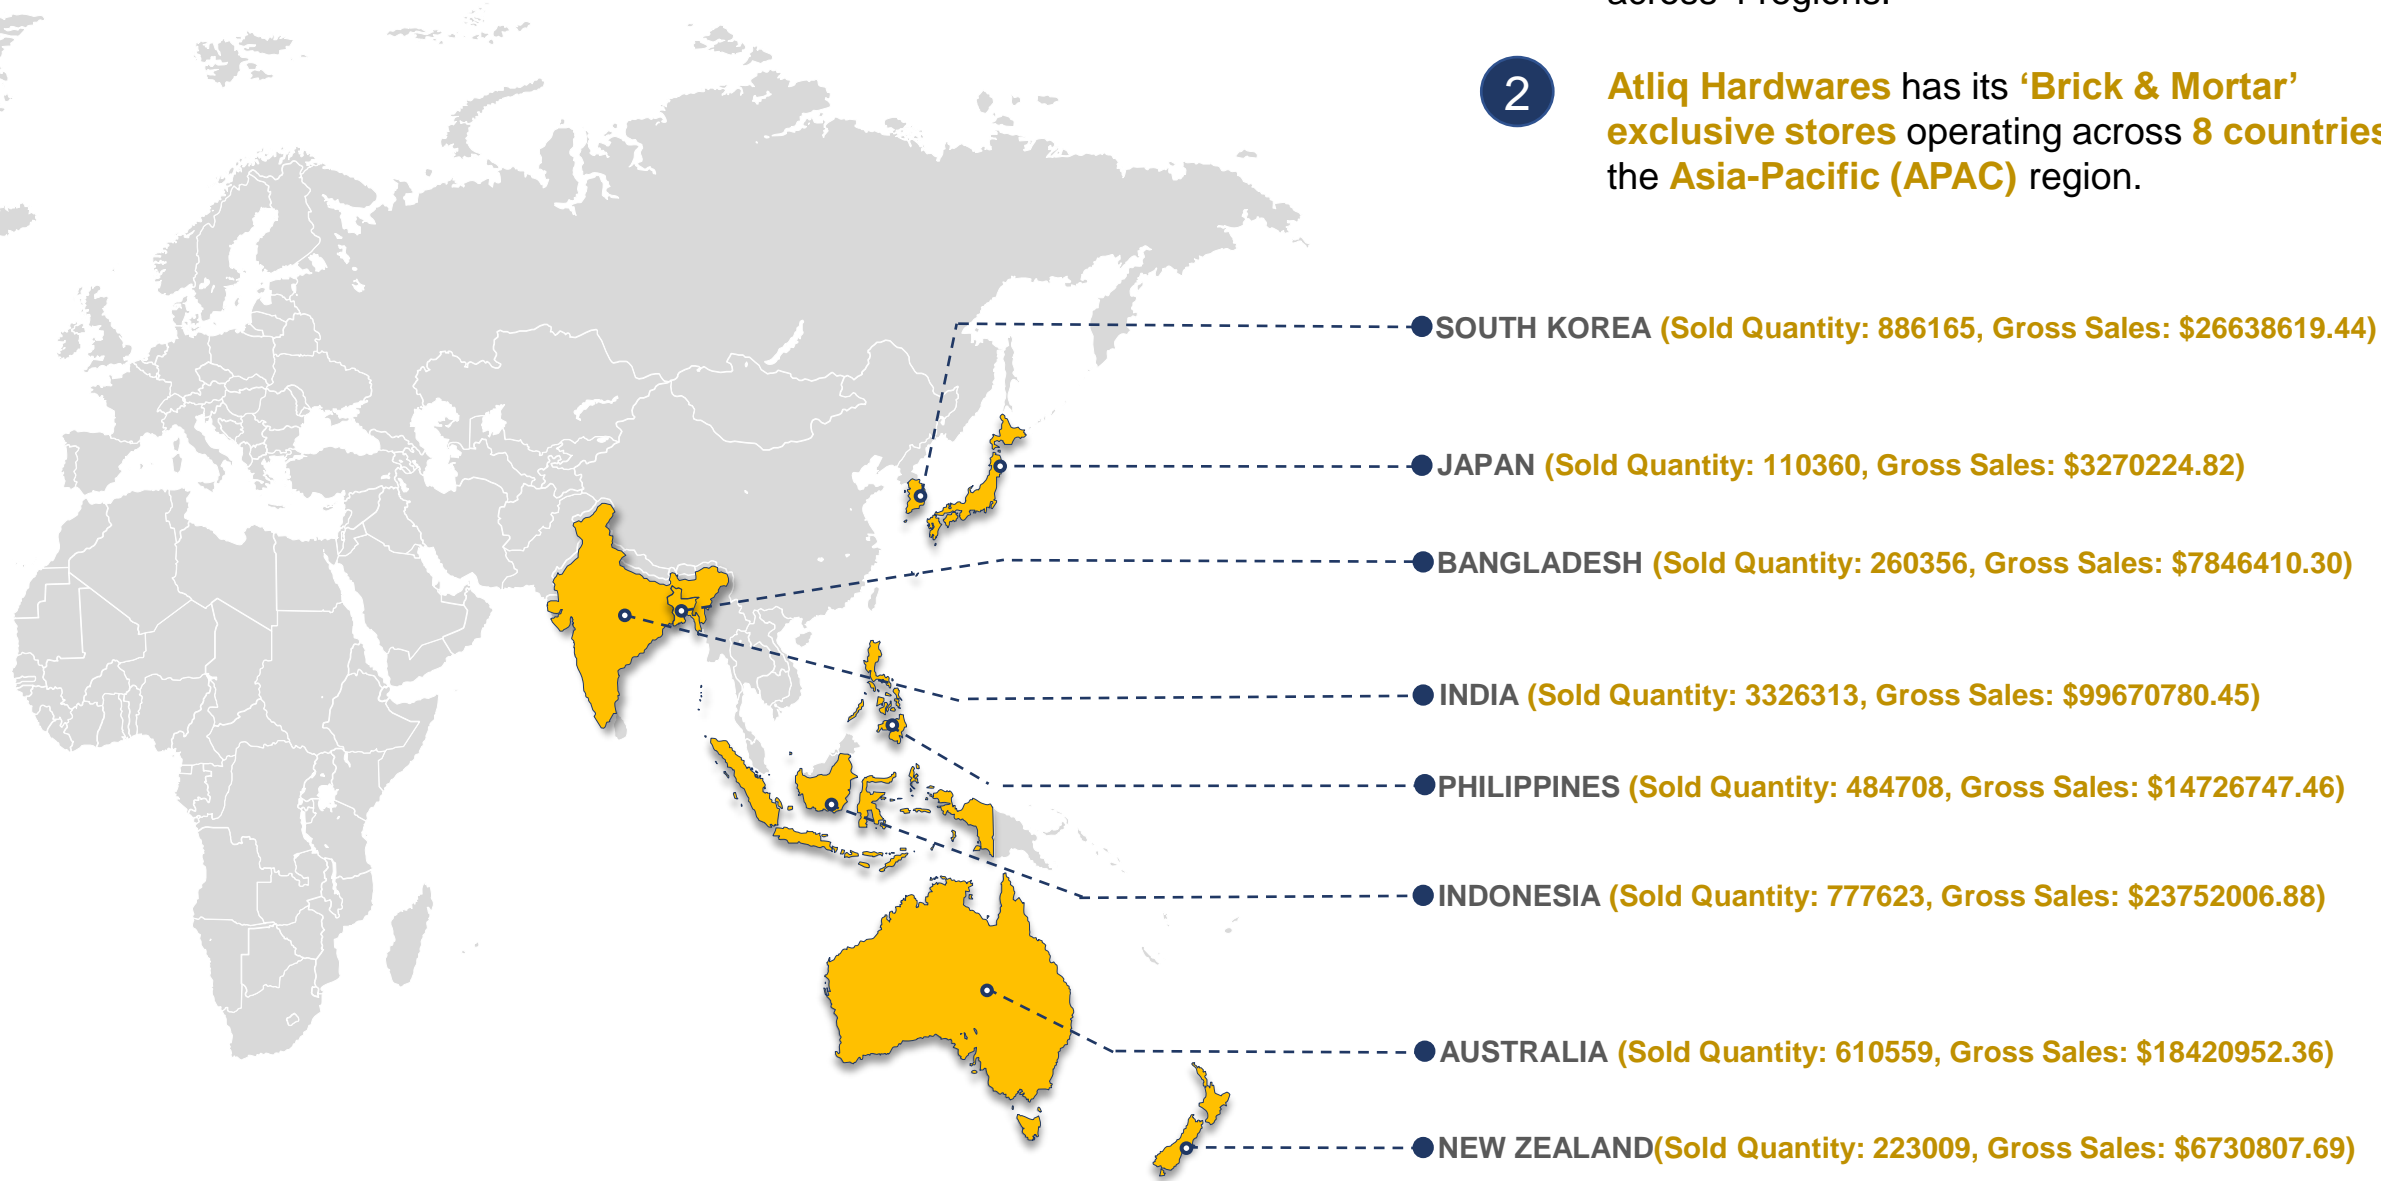 across 4 regions.
2
Atliq Hardwares has its ‘Brick & Mortar’
exclusive stores operating across 8 countries
the Asia-Pacific (APAC) region.
SOUTH KOREA (Sold Quantity: 886165, Gross Sales: $26638619.44)
JAPAN (Sold Quantity: 110360, Gross Sales: $3270224.82)
BANGLADESH (Sold Quantity: 260356, Gross Sales: $7846410.30)
INDIA (Sold Quantity: 3326313, Gross Sales: $99670780.45)
PHILIPPINES (Sold Quantity: 484708, Gross Sales: $14726747.46)
INDONESIA (Sold Quantity: 777623, Gross Sales: $23752006.88)
AUSTRALIA (Sold Quantity: 610559, Gross Sales: $18420952.36)
NEW ZEALAND(Sold Quantity: 223009, Gross Sales: $6730807.69)